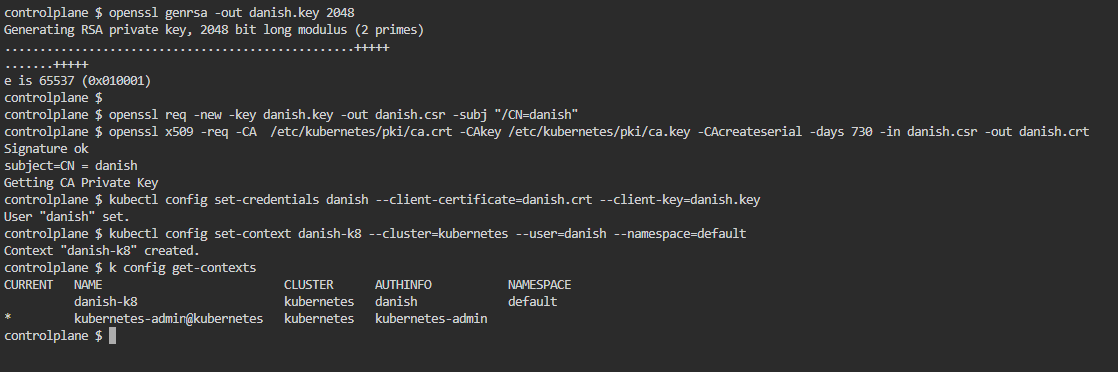 controlplane $ openssl genrsa -out danish.key 2048
Generating RSA private key, 2048 bit long modulus (2 primes)
..................................................+++++
.......+++++
e is 65537 (0x010001)
controlplane $
controlplane $ openssl req -new -key danish.key -out danish.csr -subj "/CN=danish"
controlplane $ openssl x509 -req -CA  /etc/kubernetes/pki/ca.crt -CAkey /etc/kubernetes/pki/ca.key -CAcreateserial -days 730 -in danish.csr -out danish.crt
Signature ok
subject=CN = danish
Getting CA Private Key
controlplane $ kubectl config set-credentials danish --client-certificate=danish.crt --client-key=danish.key
User "danish" set.
controlplane $ kubectl config set-context danish-k8 --cluster=kubernetes --user=danish --namespace=default
Context "danish-k8" created.
controlplane $ k config get-contexts
CURRENT   NAME                          CLUSTER      AUTHINFO           NAMESPACE
          danish-k8                     kubernetes   danish             default
*         kubernetes-admin@kubernetes   kubernetes   kubernetes-admin
controlplane $